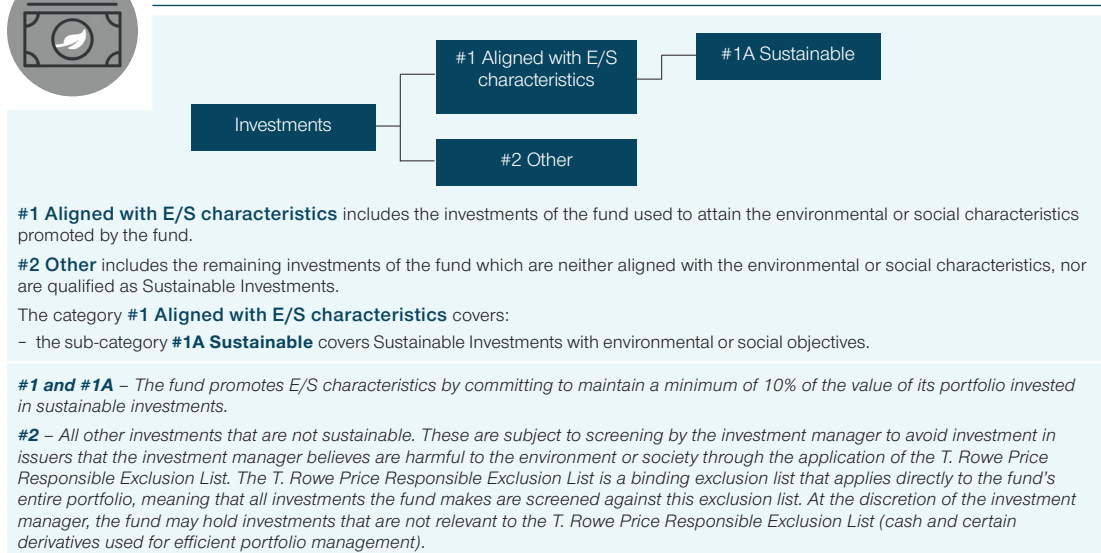 #1 Aligned with E/S
characteristics
#1A Sustainable
Investments
#2 Other
#1 Aligned with E/S characteristics includes the investments of the fund used to attain the environmental or social characteristics
promoted by the fund.
#2 Other includes the remaining investments of the fund which are neither aligned with the environmental or social characteristics, nor
are qualified as Sustainable Investments.
The category #1 Aligned with E/S characteristics covers:
– the sub-category #1A Sustainable covers Sustainable Investments with environmental or social objectives.
#1 and #1A – The fund promotes E/S characteristics by committing to maintain a minimum of 10% of the value of its portfolio invested
in sustainable investments.
#2 – All other investments that are not sustainable. These are subject to screening by the investment manager to avoid investment in
issuers that the investment manager believes are harmful to the environment or society through the application of the T. Rowe Price
Responsible Exclusion List. The T. Rowe Price Responsible Exclusion List is a binding exclusion list that applies directly to the fund's
entire portfolio, meaning that all investments the fund makes are screened against this exclusion list. At the discretion of the investment
manager, the fund may hold investments that are not relevant to the T. Rowe Price Responsible Exclusion List (cash and certain
derivatives used for efficient portfolio management).